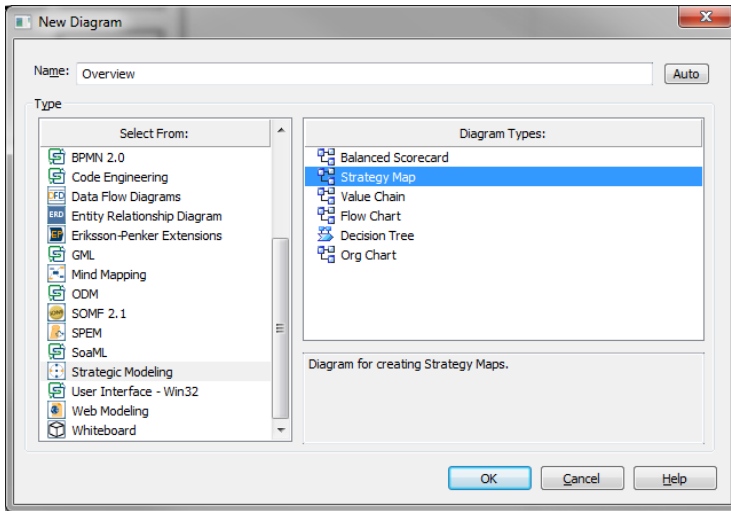 New Diagram
Name: Overview
Auto
Type
Select From:
BPMN 2.0
Code Engineering
DFD Data Flow Diagrams
ERD Entity Relationship Diagram
EP Eriksson-Penker Extensions
GML
Mind Mapping
ODM
SOMF 2.1
SPEM
SoaML
Strategic Modeling
User Interface - Win32
Web Modeling
Whiteboard
Diagram Types:
Balanced Scorecard
Strategy Map
Value Chain
Flow Chart
Decision Tree
Org Chart
Diagram for creating Strategy Maps.
OK Cancel Help